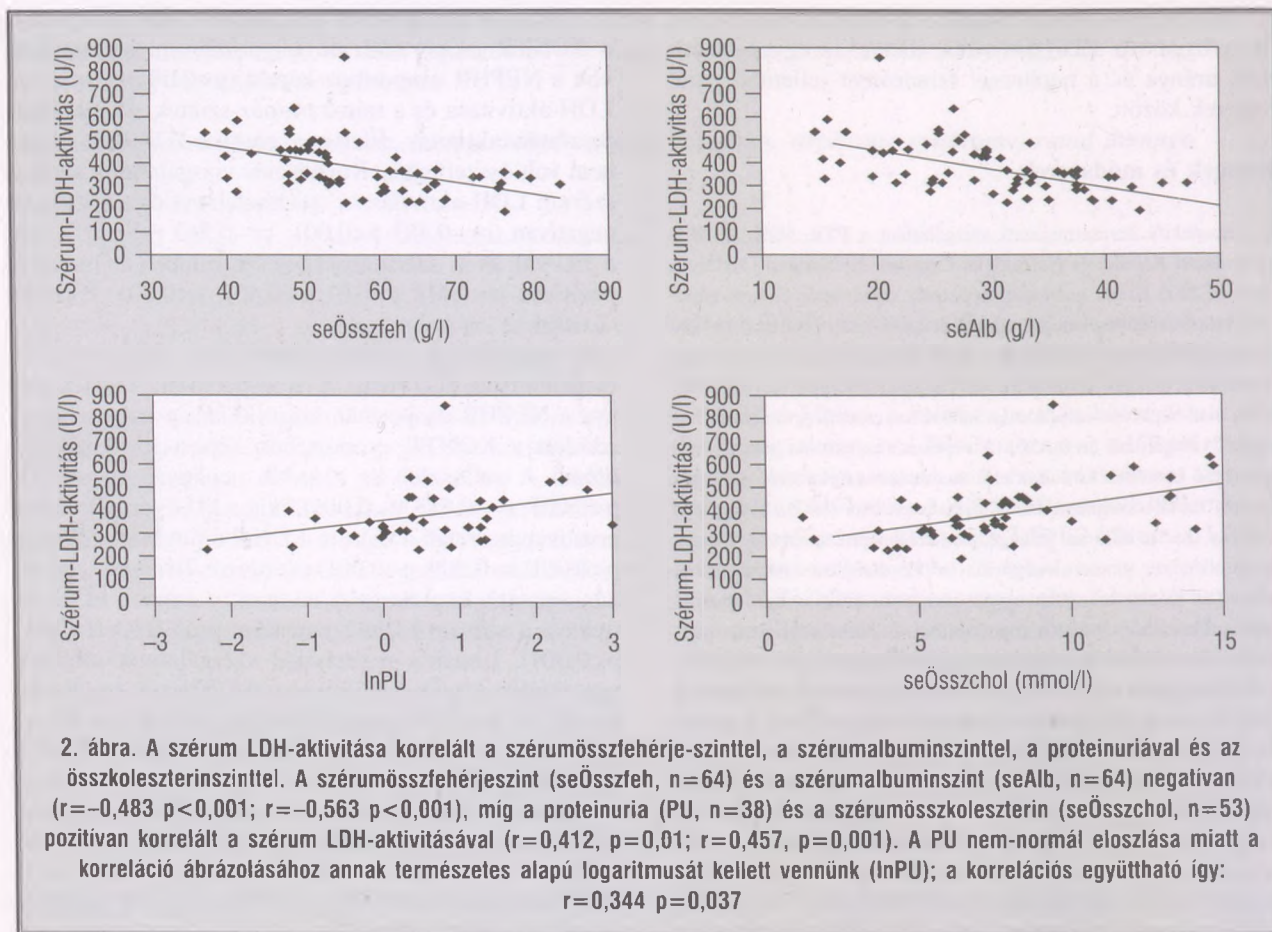 Szérum-LDH-aktivitás (U/l)
900
800
700
600
500
400
300
200
100
0
30 40 50 60 70 80 90
seÖsszfeh (g/l)
Szérum-LDH-aktivitás (U/l)
900
800
700
600
500
400
300
200
100
0
10 20 30 40 50
seAlb (g/l)
Szérum-LDH-aktivitás (U/l)
900
800
700
600
500
400
300
200
100
0
-3 -2 -1 0 1 2 3
lnPU
Szérum-LDH-aktivitás (U/l)
900
800
700
600
500
400
300
200
100
0
0 5 10 15
seÖsszchol (mmol/l)
2. ábra. A szérum LDH-aktivitása korrelált a szérumösszfehérje-szinttel, a szérumalbuminszinttel, a proteinuriával és az
összkoleszterinszinttel. A szérumösszfehérjeszint (seÖsszfeh, n=64) és a szérumalbuminszint (seAlb, n=64) negatívan
(r=–0,483 p<0,001; r=–0,563 p<0,001), míg a proteinuria (PU, n=38) és a szérumösszkoleszterin (seÖsszchol, n=53)
pozitívan korrelált a szérum LDH-aktivitásával (r=0,412, p=0,01; r=0,457, p=0,001). A PU nem-normál eloszlása miatt a
korreláció ábrázolásához annak természetes alapú logaritmusát kellett vennünk (lnPU); a korrelációs együttható így:
r=0,344 p=0,037